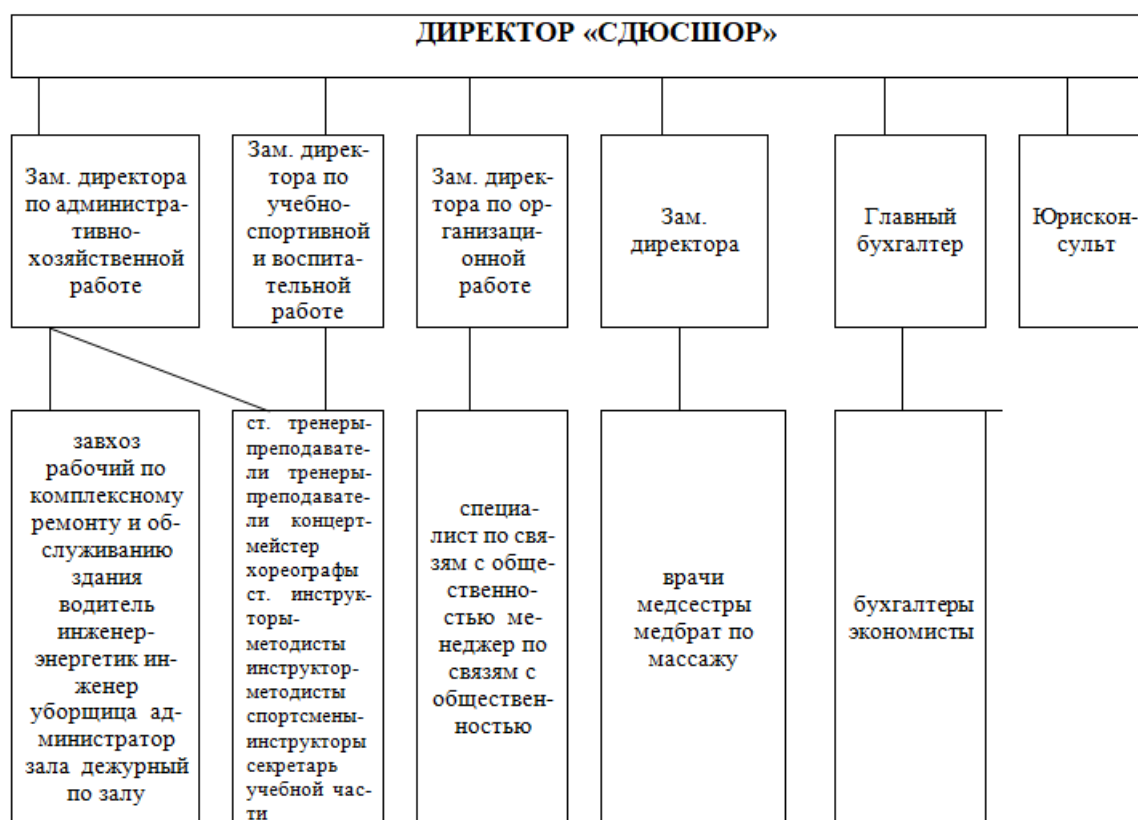 ДИРЕКТОР «СДЮСШОР»
Зам. директора
по администра-
тивно-
хозяйственной
работе
Зам. дирек-
тора по
учебно-
спортивной
и воспита-
тельной
работе
Зам. дирек-
тора по ор-
ганизаци-
онной
работе
Зам.
директора
Главный
бухгалтер
Юрискон-
сульт
завхоз
рабочий по
комплексному
ремонту и об-
служиванию
здания
водитель
инженер-
энергетик ин-
женер
уборщица ад-
министратор
зала дежурный
по залу
ст. тренеры-
преподавате-
ли тренеры-
преподавате-
ли концерт-
мейстер
хореографы
ст. инструк-
торы-
методисты
инструктор-
методисты
спортсмены-
инструкторы
секретарь
учебной час-
ти
специа-
лист по свя-
зям с обще-
ственно-
стью ме-
неджер по
связям с
обществен-
ностью
врачи
медсестры
медбрат по
массажу
бухгалтеры
экономисты